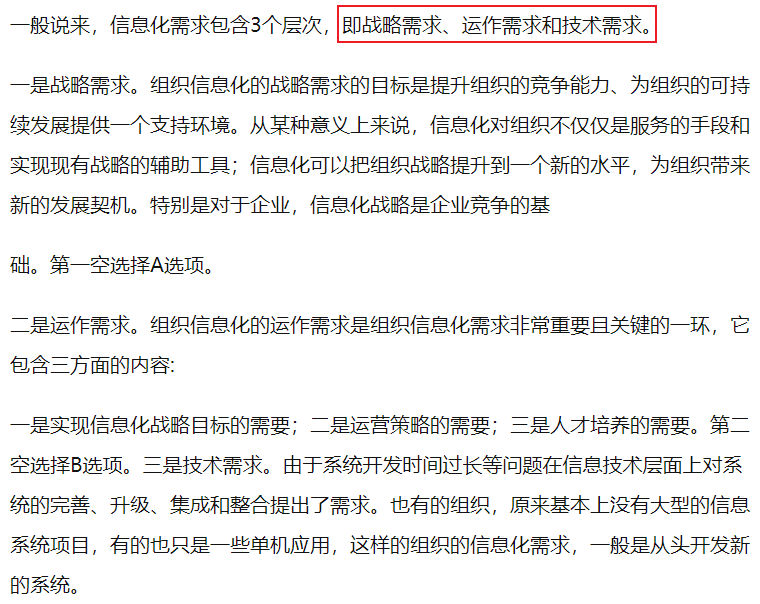 一般说来，信息化需求包含3个层次，即战略需求、运作需求和技术需求。
一是战略需求。组织信息化的战略需求的目标是提升组织的竞争能力、为组织的可持
续发展提供一个支持环境。从某种意义上来说，信息化对组织不仅仅是服务的手段和
实现现有战略的辅助工具；信息化可以把组织战略提升到一个新的水平，为组织带来
新的发展契机。特别是对于企业，信息化战略是企业竞争的基
础。第一空选择A选项。
二是运作需求。组织信息化的运作需求是组织信息化需求非常重要且关键的一环，它
包含三方面的内容:
一是实现信息化战略目标的需要；二是运营策略的需要；三是人才培养的需要。第二
空选择B选项。三是技术需求。由于系统开发时间过长等问题在信息技术层面上对系
统的完善、升级、集成和整合提出了需求。也有的组织，原来基本上没有大型的信息
系统项目，有的也只是一些单机应用，这样的组织的信息化需求，一般是从头开发新
的系统。